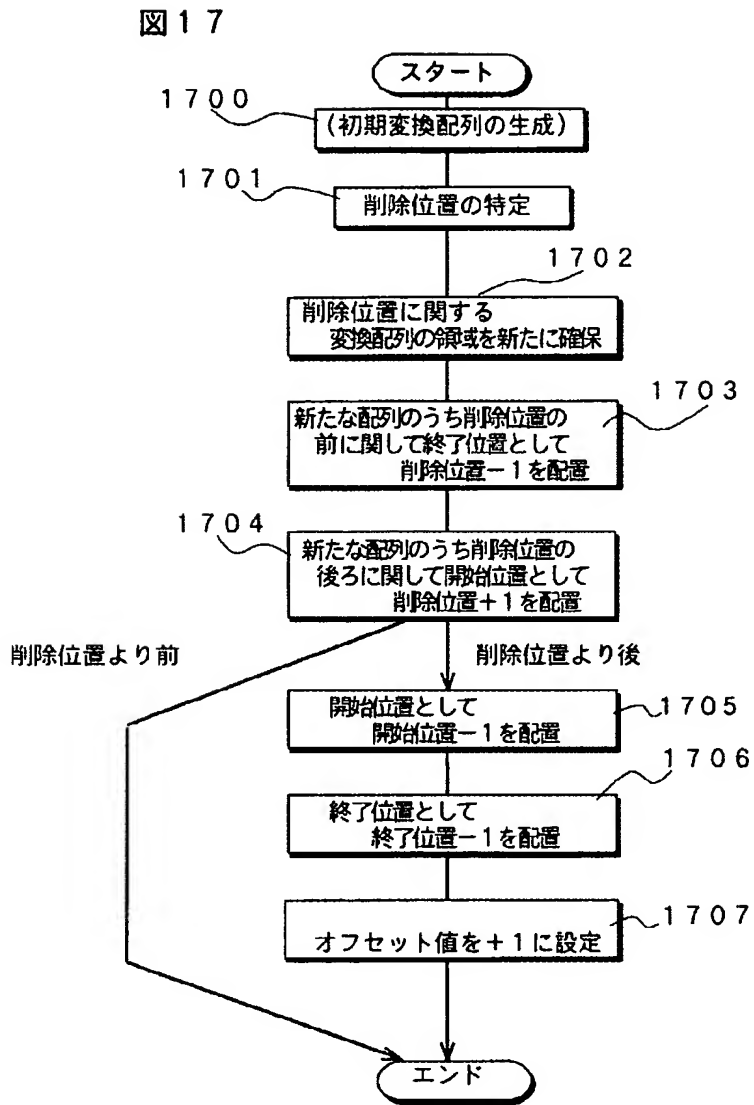 図１７
スタート
１７００
(初期変換配列の生成)
１７０１
削除位置の特定
１７０２
削除位置に関する
変換配列の領域を新たに確保
１７０３
新たな配列のうち削除位置の
前に関して終了位置として
削除位置－１を配置
１７０４
新たな配列のうち削除位置の
後ろに関して開始位置として
削除位置＋１を配置
削除位置より前
削除位置より後
開始位置として
開始位置－１を配置
１７０５
１７０６
終了位置として
終了位置－１を配置
１７０７
オフセット値を＋１に設定
エンド